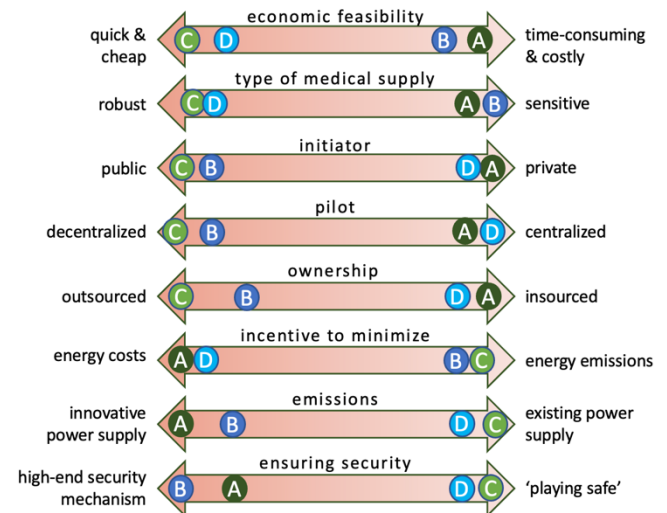 economic feasibility
quick &
cheap
C D B A
time-consuming
& costly
type of medical supply
robust
C D A B
sensitive
initiator
public
C B D A
private
pilot
decentralized
C B A D
centralized
ownership
outsourced
C B D A
insourced
incentive to minimize
energy costs
A D B C
energy emissions
emissions
innovative
power supply
A B D C
existing power
supply
ensuring security
high-end security
mechanism
B A D C
‘playing safe’